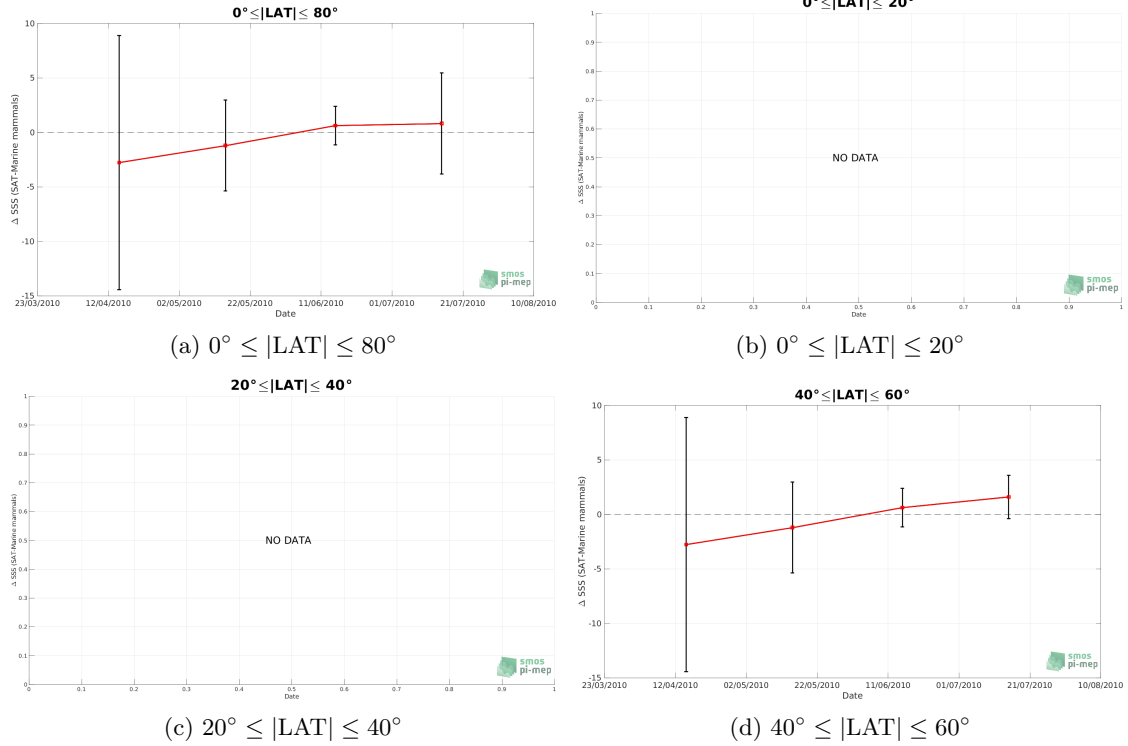 0°≤|LAT|≤ 80°
10
5
0
-5
-10
-15
Δ SSS (SAT-Marine mammals)
23/03/2010 12/04/2010 02/05/2010 22/05/2010 11/06/2010 01/07/2010 21/07/2010 10/08/2010
Date
smos
pi-mep
(a) 0° ≤ |LAT| ≤ 80°
0°≤|LAT|≤ 20°
1
0.9
0.8
0.7
0.6
0.5
0.4
0.3
0.2
0.1
0
Δ SSS (SAT-Marine mammals)
NO DATA
0.1 0.2 0.3 0.4 0.5 0.6 0.7 0.8 0.9 1
Date
smos
pi-mep
(b) 0° ≤ |LAT| ≤ 20°
20°≤|LAT|≤ 40°
1
0.9
0.8
0.7
0.6
0.5
0.4
0.3
0.2
0.1
0
Δ SSS (SAT-Marine mammals)
NO DATA
0 0.1 0.2 0.3 0.4 0.5 0.6 0.7 0.8 0.9 1
Date
smos
pi-mep
(c) 20° ≤ |LAT| ≤ 40°
40°≤|LAT|≤ 60°
10
5
0
-5
-10
-15
Δ SSS (SAT-Marine mammals)
23/03/2010 12/04/2010 02/05/2010 22/05/2010 11/06/2010 01/07/2010 21/07/2010 10/08/2010
Date
smos
pi-mep
(d) 40° ≤ |LAT| ≤ 60°